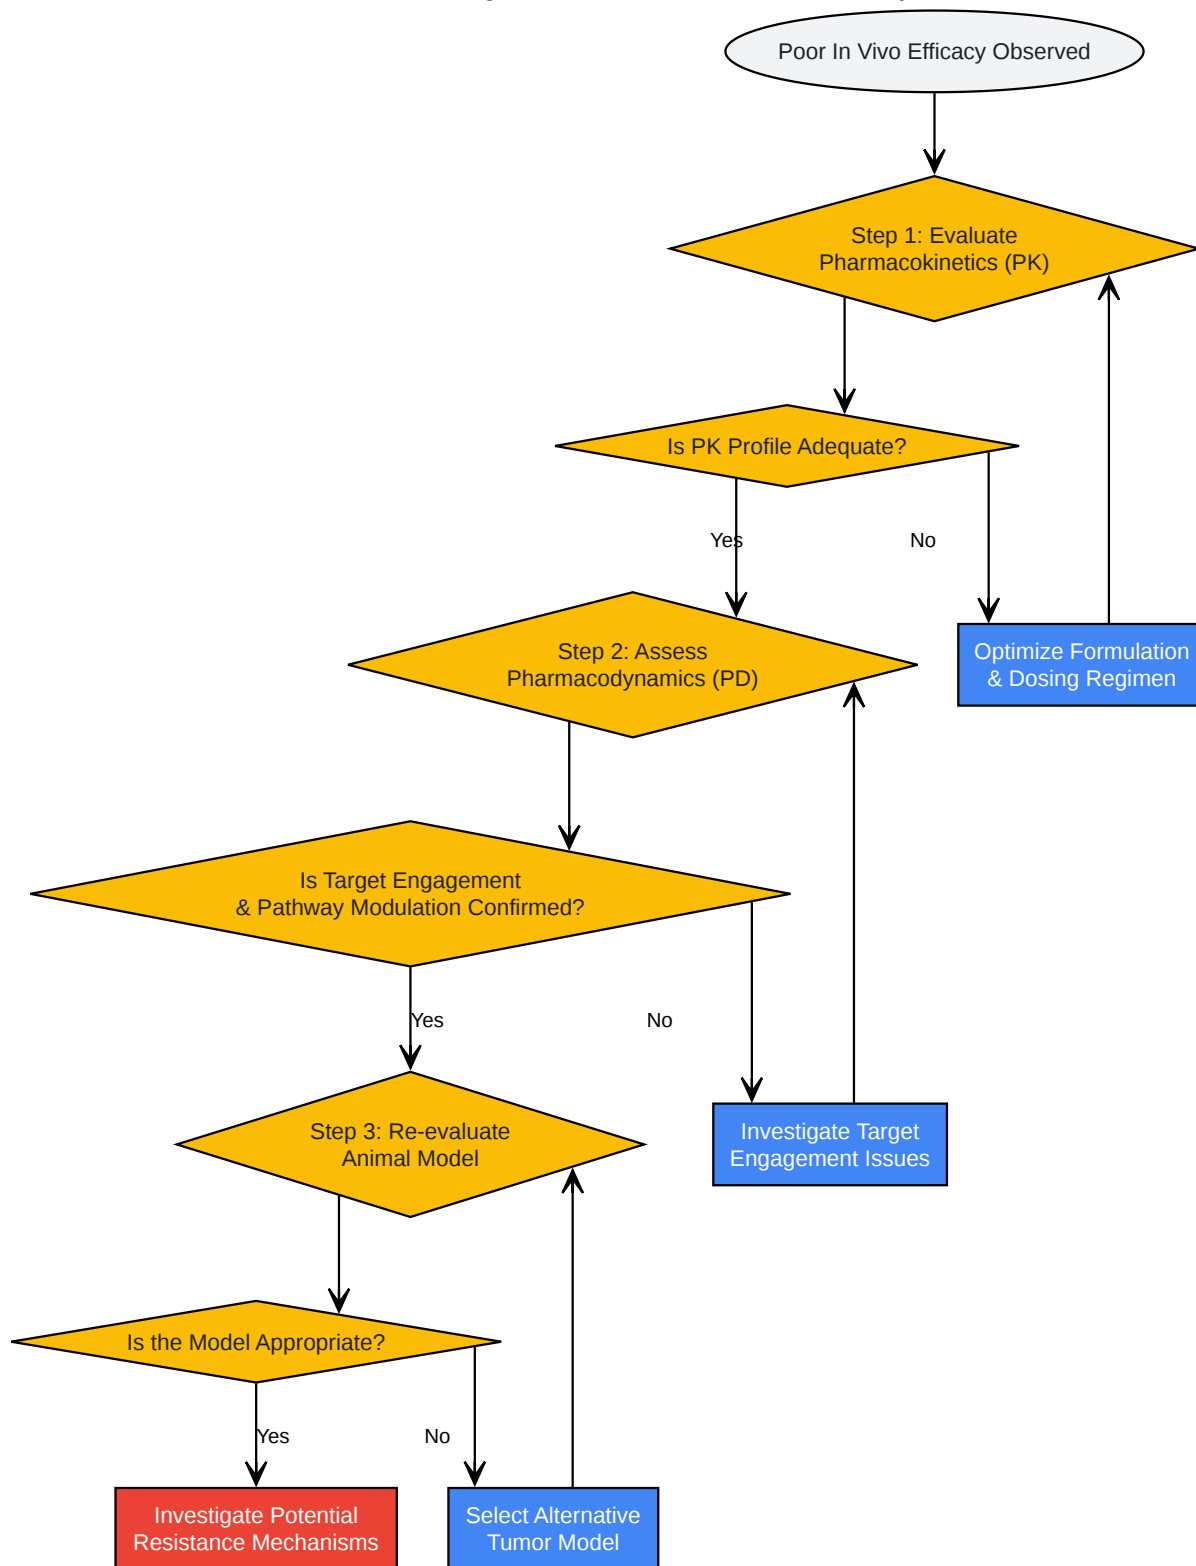 Poor In Vivo Efficacy Observed
Step 1: Evaluate
Pharmacokinetics (PK)
Is PK Profile Adequate?
Yes
No
Step 2: Assess
Pharmacodynamics (PD)
Optimize Formulation
& Dosing Regimen
Is Target Engagement
& Pathway Modulation Confirmed?
Yes
No
Step 3: Re-evaluate
Animal Model
Investigate Target
Engagement Issues
Is the Model Appropriate?
Yes
No
Investigate Potential
Resistance Mechanisms
Select Alternative
Tumor Model